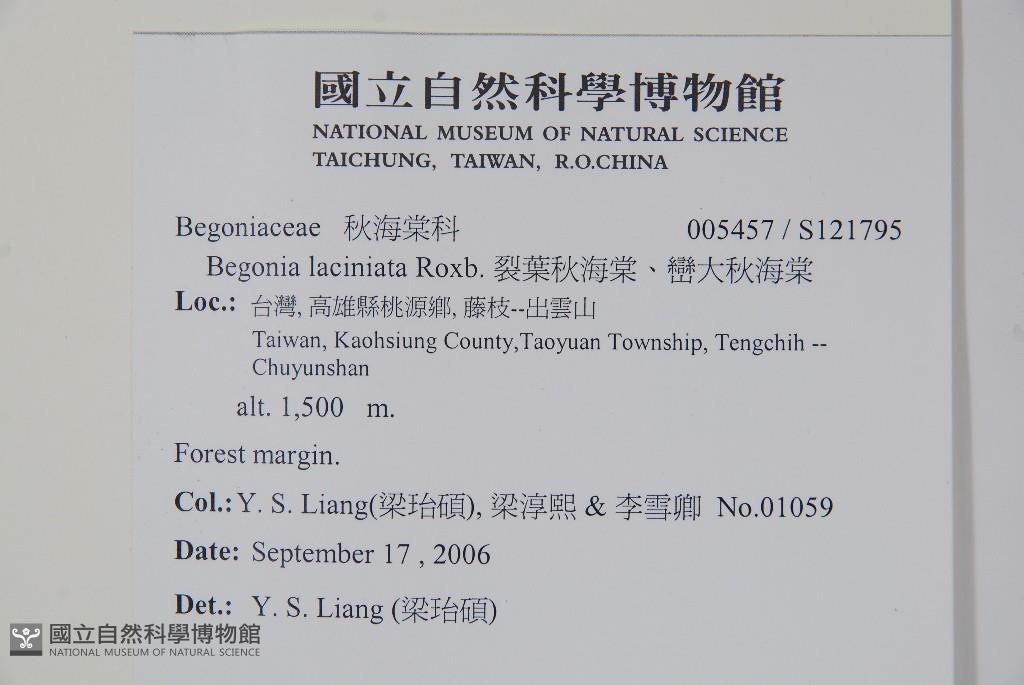 國立自然科學博物館
NATIONAL MUSEUM OF NATURAL SCIENCE
TAICHUNG, TAIWAN, R.O.CHINA
Begoniaceae 秋海棠科 005457 / S121795
Begonia laciniata Roxb. 裂葉秋海棠、巒大秋海棠
Loc.: 台灣, 高雄縣桃源鄉, 藤枝--出雲山
Taiwan, Kaohsiung County,Taoyuan Township, Tengchih --
Chuyunshan
alt. 1,500 m.
Forest margin.
Col.: Y. S. Liang(梁珆碩), 梁淳熙 & 李雪卿 No.01059
Date: September 17 , 2006
Det.: Y. S. Liang (梁珆碩)
國立自然科學博物館
NATIONAL MUSEUM OF NATURAL SCIENCE